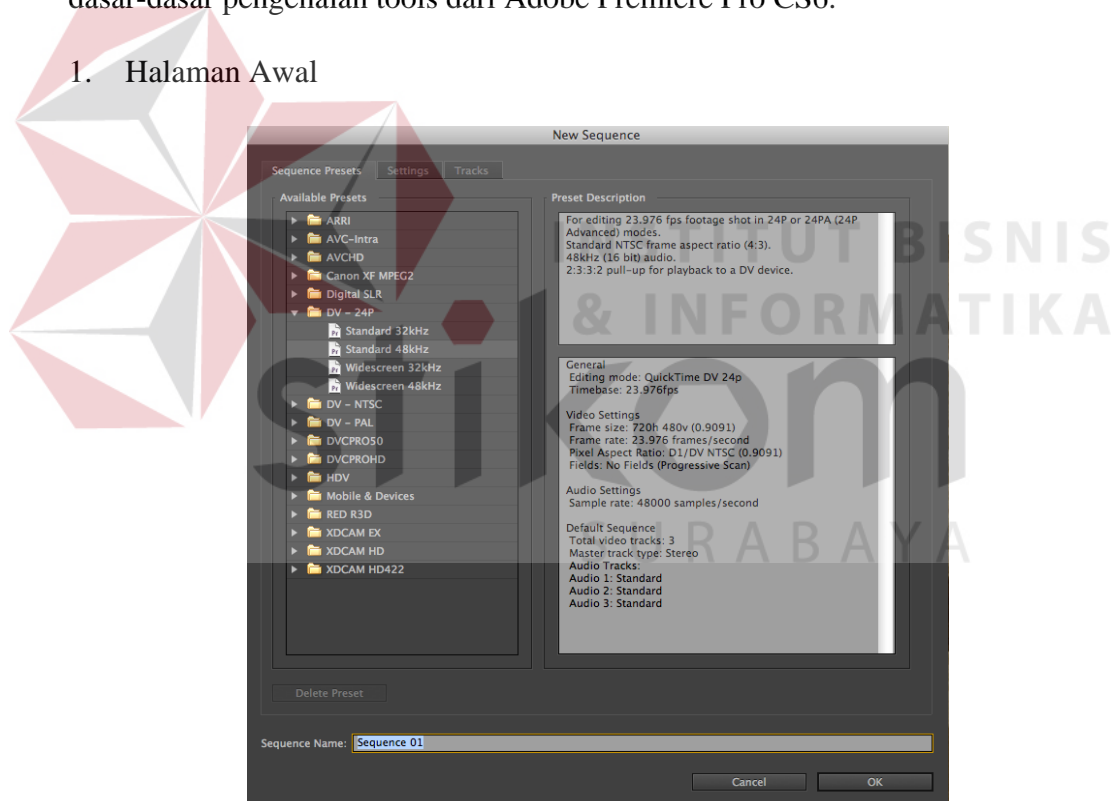 dasar-dasar pengenalan tools dari Adobe Premiere Pro CS6.
1. Halaman Awal
New Sequence
Sequence Presets Settings Tracks
Available Presets
ARRI
AVC-Intra
AVCHD
Canon XF MPEG2
Digital SLR
DV - 24P
Standard 32kHz
Standard 48kHz
Widescreen 32kHz
Widescreen 48kHz
DV - NTSC
DV - PAL
DVCPRO50
DVCPROHD
HDV
Mobile & Devices
RED R3D
XDCAM EX
XDCAM HD
XDCAM HD422
Preset Description
For editing 23.976 fps footage shot in 24P or 24PA (24P
Advanced) modes.
Standard NTSC frame aspect ratio (4:3).
48kHz (16 bit) audio.
2:3:3:2 pull-up for playback to a DV device.
General
Editing mode: QuickTime DV 24p
Timebase: 23.976fps
Video Settings
Frame size: 720h 480v (0.9091)
Frame rate: 23.976 frames/second
Pixel Aspect Ratio: D1/DV NTSC (0.9091)
Fields: No Fields (Progressive Scan)
Audio Settings
Sample rate: 48000 samples/second
Default Sequence
Total video tracks: 3
Master track type: Stereo
Audio Tracks:
Audio 1: Standard
Audio 2: Standard
Audio 3: Standard
Delete Preset
Sequence Name: Sequence 01
Cancel OK
INSTITUT BISNIS
& INFORMATIKA
stikom
SURABAYA